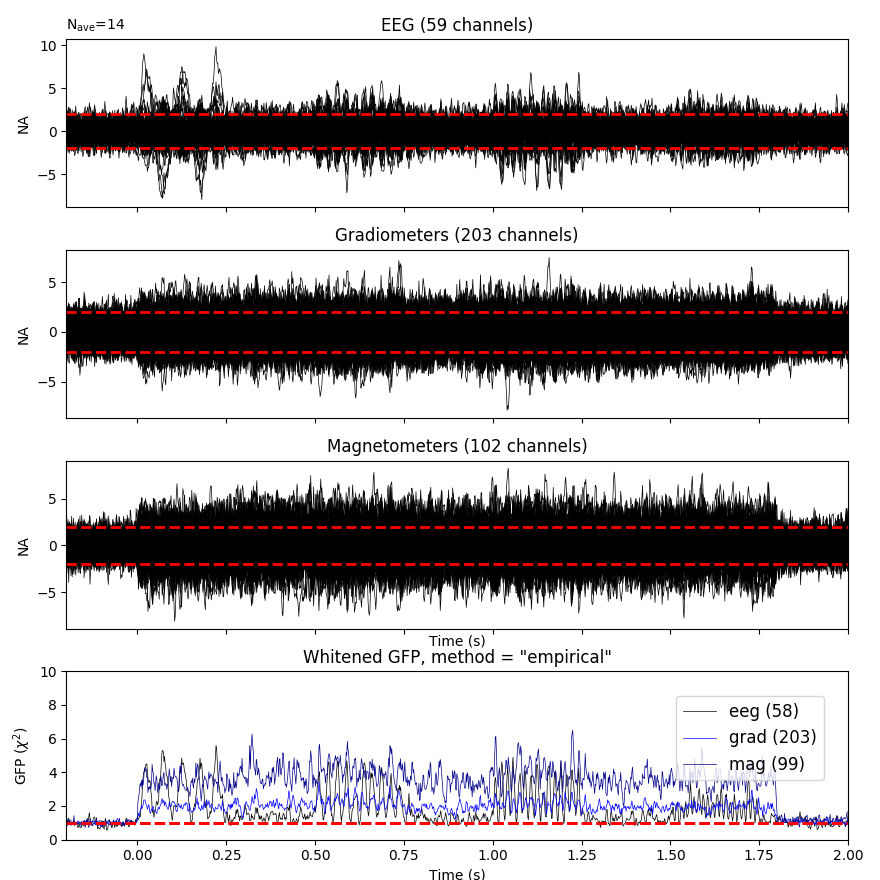 N_ave=14
EEG (59 channels)
10
5
0
−5
NA
Gradiometers (203 channels)
5
0
−5
NA
Magnetometers (102 channels)
5
0
−5
NA
Time (s)
Whitened GFP, method = "empirical"
10
8
6
4
2
0
GFP (χ²)
eeg (58)
grad (203)
mag (99)
0.00 0.25 0.50 0.75 1.00 1.25 1.50 1.75 2.00
Time (s)